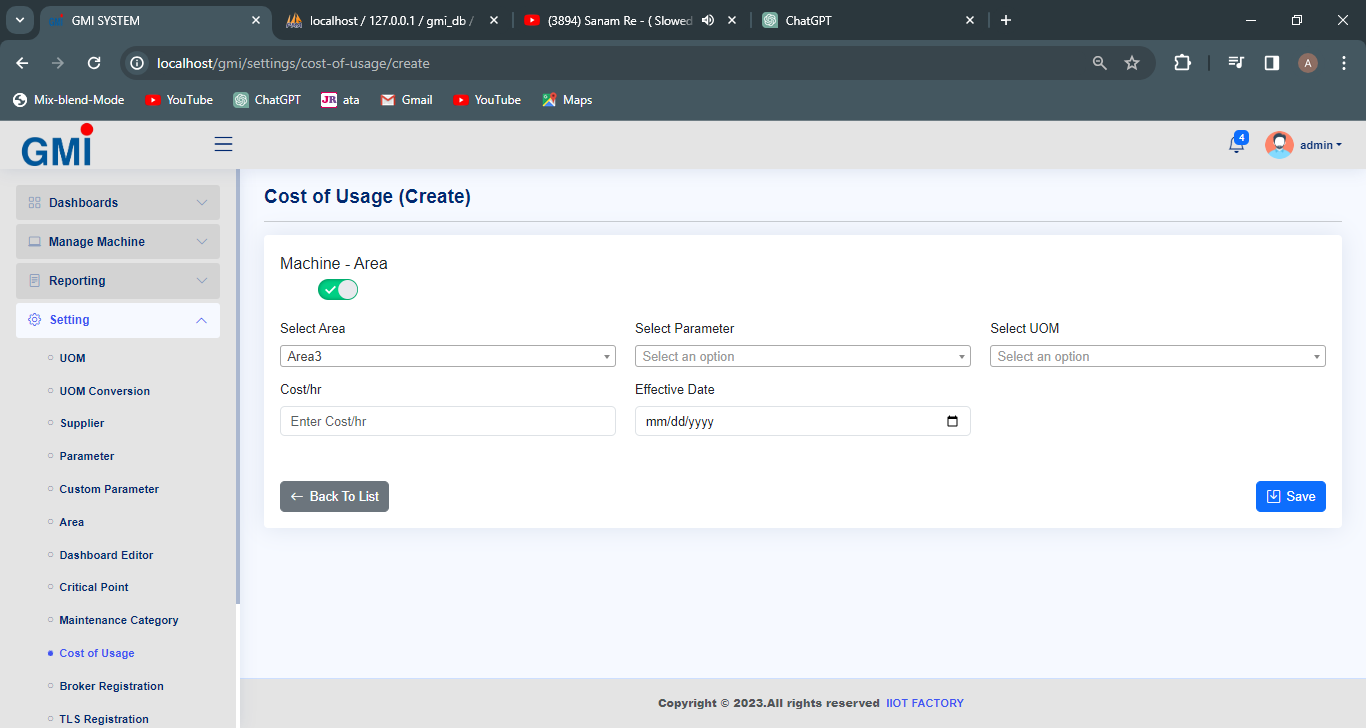 GMI SYSTEM
localhost / 127.0.0.1 / gmi_db /
(3894) Sanam Re - ( Slowed
ChatGPT
localhost/gmi/settings/cost-of-usage/create
A
Mix-blend-Mode
YouTube
ChatGPT
JR ata
Gmail
YouTube
Maps
GMI
4
admin
Dashboards
Manage Machine
Reporting
Setting
UOM
UOM Conversion
Supplier
Parameter
Custom Parameter
Area
Dashboard Editor
Critical Point
Maintenance Category
Cost of Usage
Broker Registration
TLS Registration
Cost of Usage (Create)
Machine - Area
Select Area
Select Parameter
Select UOM
Area3
Select an option
Select an option
Cost/hr
Effective Date
Enter Cost/hr
mm/dd/yyyy
Back To List
Save
Copyright © 2023.All rights reserved IIOT FACTORY